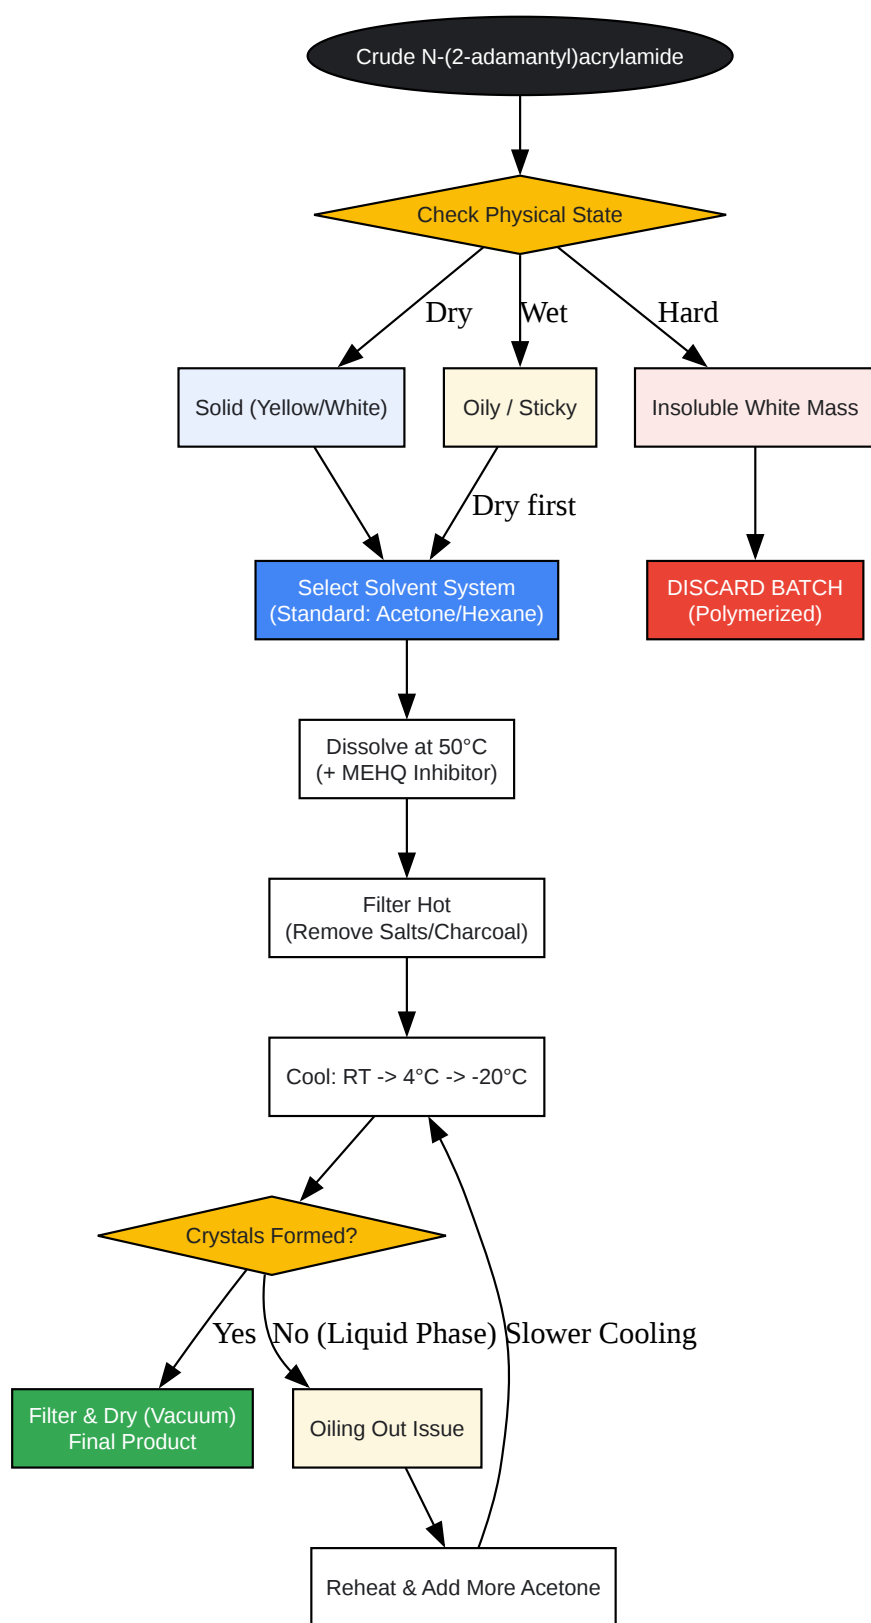 Crude N-(2-adamantyl)acrylamide
Check Physical State
Dry
Wet
Hard
Solid (Yellow/White)
Oily / Sticky
Insoluble White Mass
Dry first
Select Solvent System
(Standard: Acetone/Hexane)
DISCARD BATCH
(Polymerized)
Dissolve at 50°C
(+ MEHQ Inhibitor)
Filter Hot
(Remove Salts/Charcoal)
Cool: RT -> 4°C -> -20°C
Crystals Formed?
Yes
No (Liquid Phase)
Slower Cooling
Filter & Dry (Vacuum)
Final Product
Oiling Out Issue
Reheat & Add More Acetone